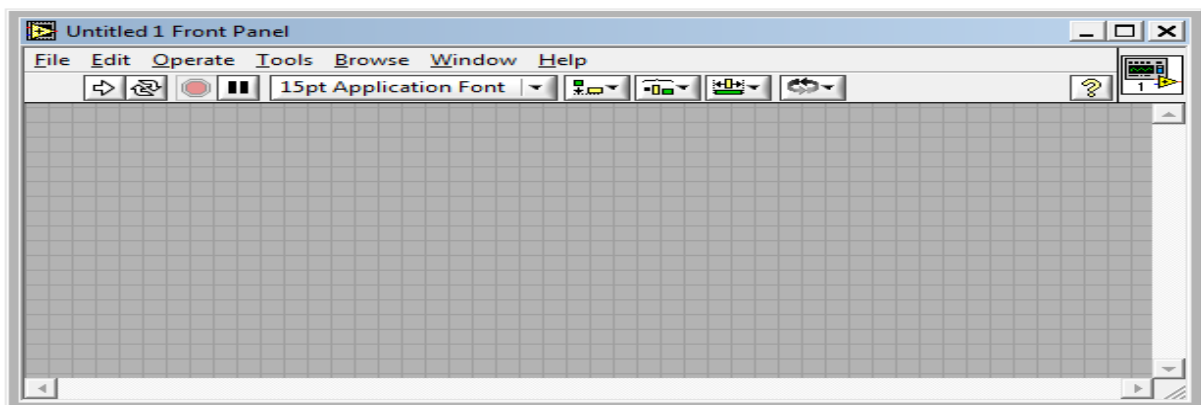 Untitled 1 Front Panel
File Edit Operate Tools Browse Window Help
15pt Application Font ?
1